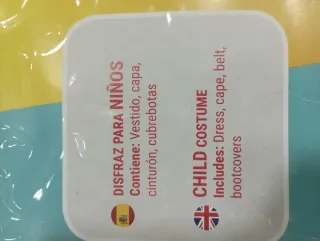 DISFRAZ PARA NIÑOS
Contiene: Vestido, capa,
cinturón, cubrebotas
CHILD COSTUME
Includes: Dress, cape, belt,
bootcovers